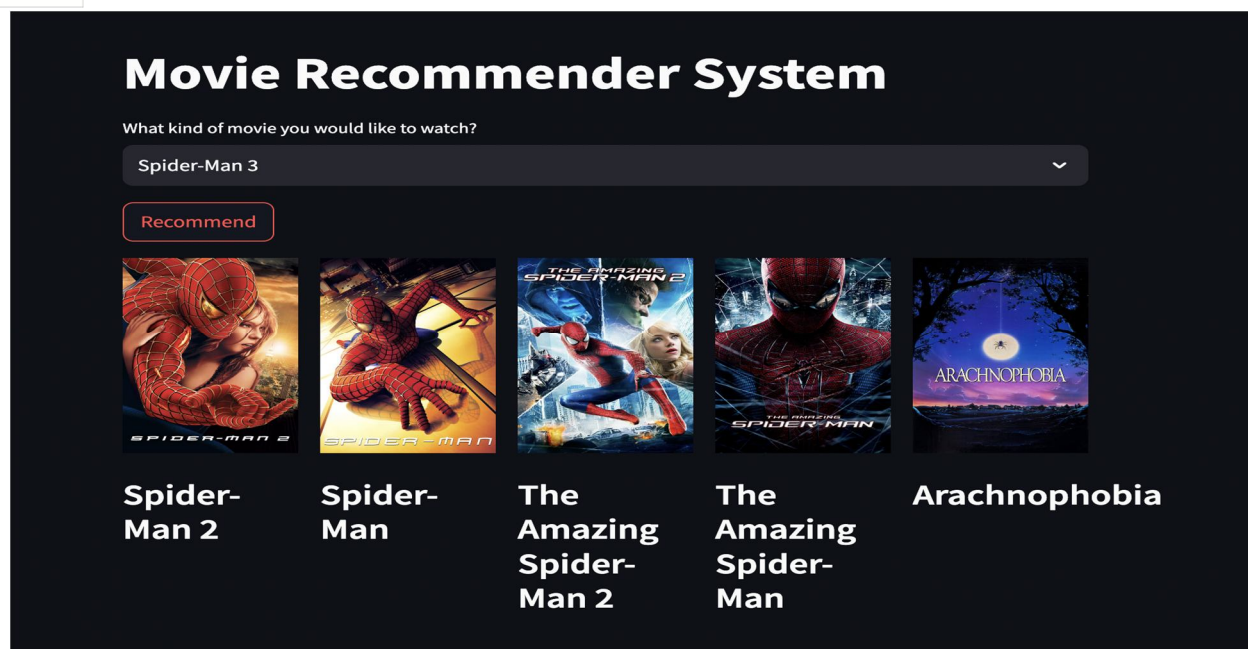 Movie Recommender System
What kind of movie you would like to watch?
Spider-Man 3
Recommend
SPIDER-MAN 2
SPIDER-MAN
THE AMAZING
SPIDER-MAN 2
THE AMAZING
SPIDER-MAN
ARACHNOPHOBIA
Spider-
Man 2
Spider-
Man
The
Amazing
Spider-
Man 2
The
Amazing
Spider-
Man
Arachnophobia